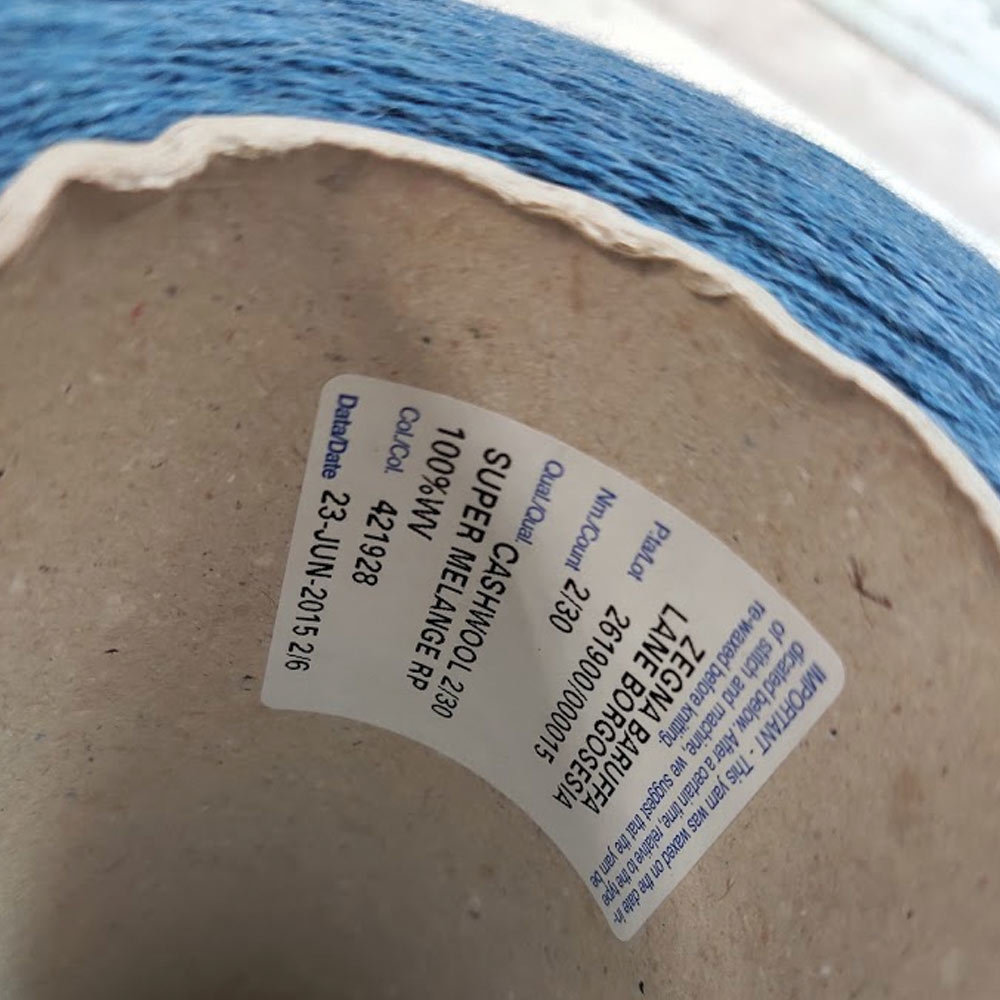 IMPORTANT - This yarn was waxed on the date in-
dicated below. After a certain time, relative to the type
of stitch and machine, we suggest that the yarn be
re-waxed before knitting.
ZEGNA BARUFFA
LANE BORGOSESIA
P.ta/Lot 261900/000015
Nm./Count 2/30
Qual./Qual. CASHWOOL 2/30
SUPER MELANGE RP
100%WV
Col./Col. 421928
Data/Date 23-JUN-2015 2/6